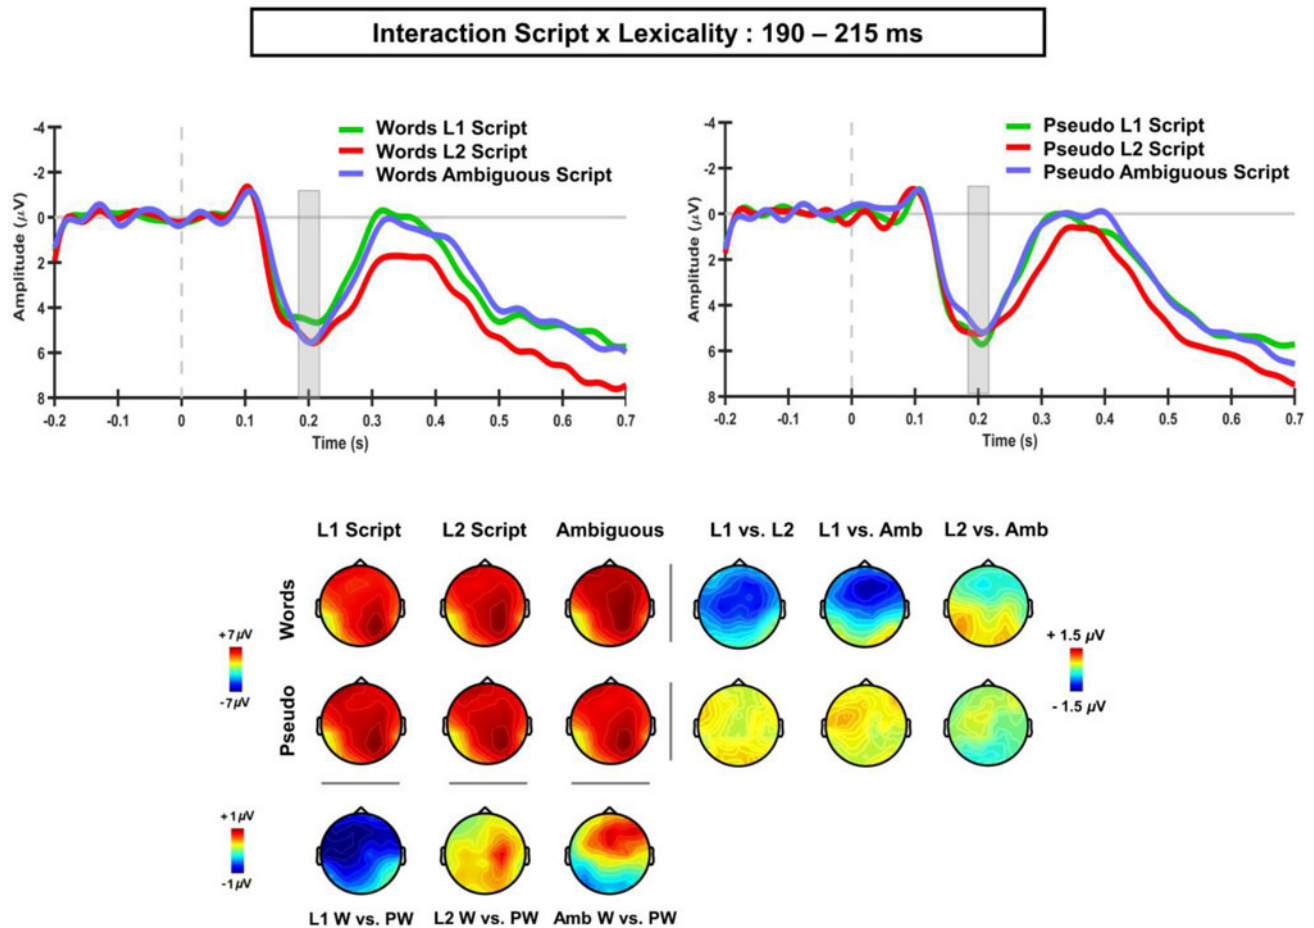 Interaction Script x Lexicality : 190 – 215 ms
Words L1 Script
Words L2 Script
Words Ambiguous Script
Amplitude (µV)
-4
-2
0
2
4
6
8
-0.2 -0.1 0 0.1 0.2 0.3 0.4 0.5 0.6 0.7
Time (s)
Pseudo L1 Script
Pseudo L2 Script
Pseudo Ambiguous Script
Amplitude (µV)
-4
-2
0
2
4
6
8
-0.2 -0.1 0 0.1 0.2 0.3 0.4 0.5 0.6 0.7
Time (s)
L1 Script L2 Script Ambiguous L1 vs. L2 L1 vs. Amb L2 vs. Amb
Words
Pseudo
+7 µV
-7µV
+ 1.5 µV
- 1.5 µV
+1 µV
-1 µV
L1 W vs. PW L2 W vs. PW Amb W vs. PW